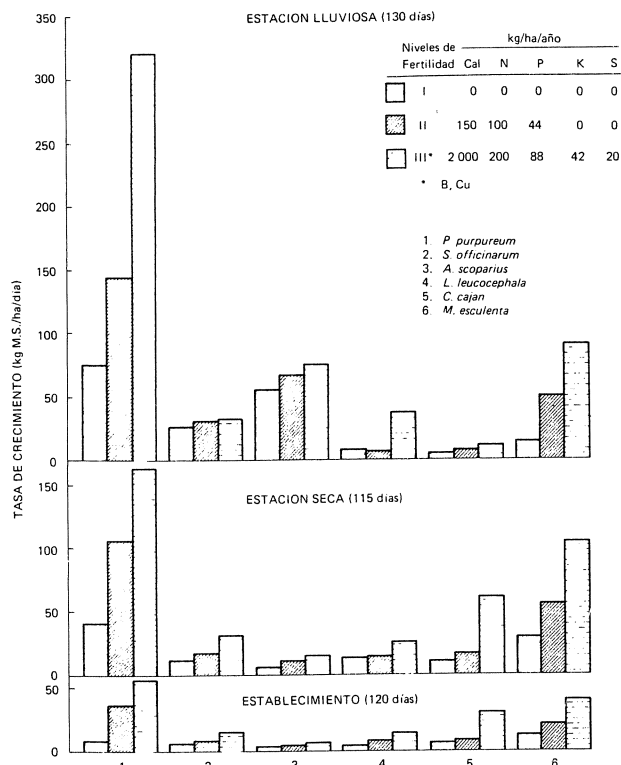 ESTACION LLUVIOSA (130 días)
350
300
250
200
150
100
50
0
TASA DE CRECIMIENTO (kg M.S./ha/dia)
Niveles de kg/ha/año
Fertilidad Cal N P K S
I 0 0 0 0 0
II 150 100 44 0 0
III* 2 000 200 88 42 20
* B, Cu
1. P purpureum
2. S. officinarum
3. A. scoparius
4. L. leucocephala
5. C. cajan
6. M. esculenta
ESTACION SECA (115 días)
150
100
50
0
ESTABLECIMIENTO (120 días)
50
0
1 2 3 4 5 6